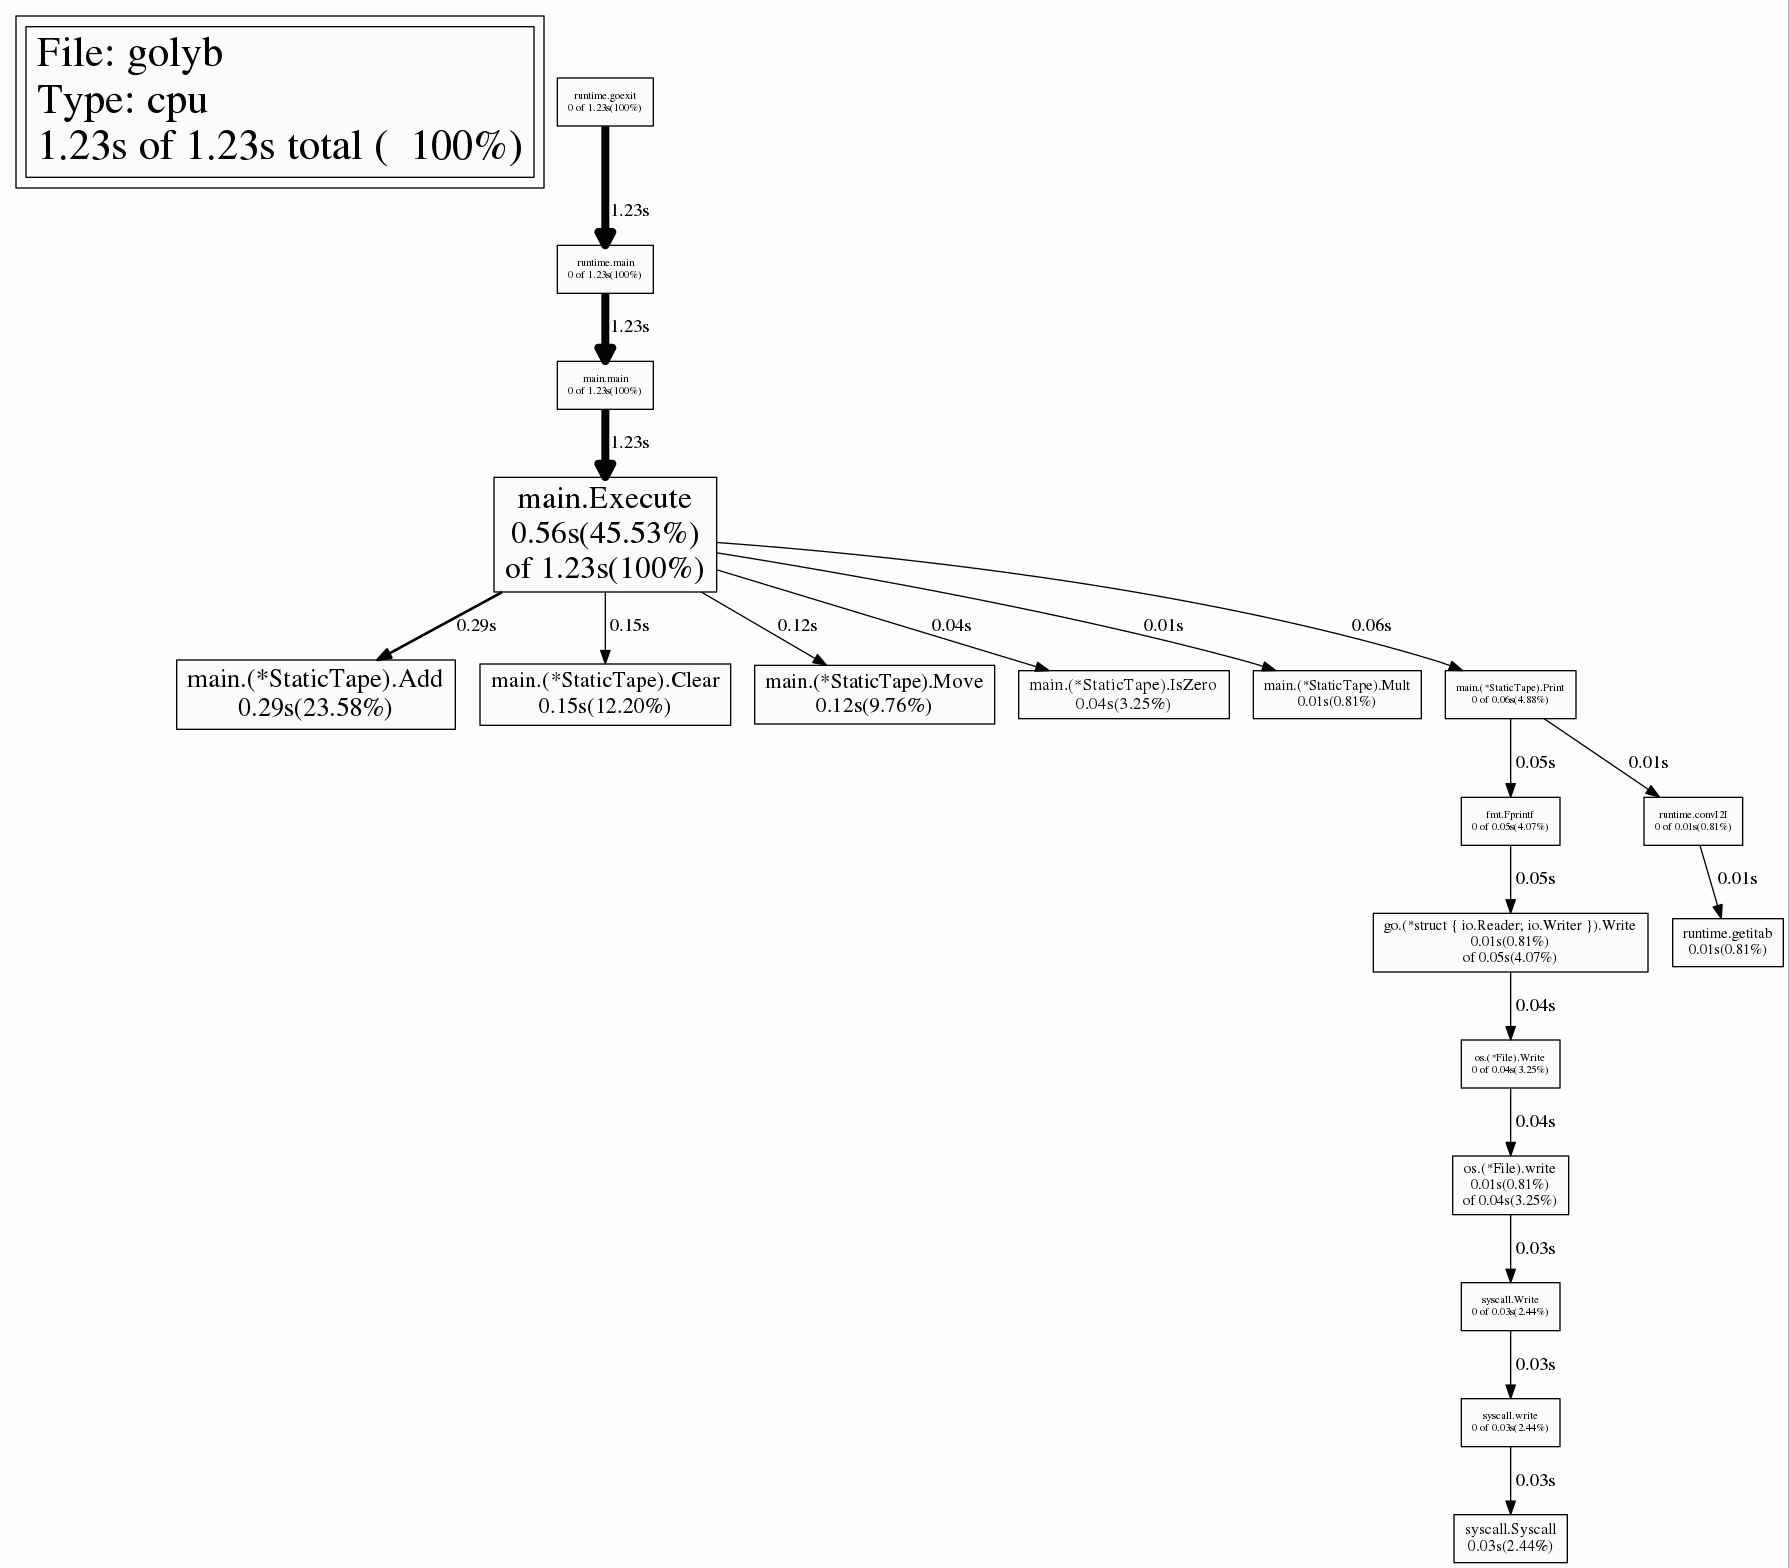 File: golyb
Type: cpu
1.23s of 1.23s total (  100%)
runtime.goexit
0 of 1.23s(100%)
1.23s
runtime.main
0 of 1.23s(100%)
1.23s
main.main
0 of 1.23s(100%)
1.23s
main.Execute
0.56s(45.53%)
of 1.23s(100%)
0.29s
0.15s
0.12s
0.04s
0.01s
0.06s
main.(*StaticTape).Add
0.29s(23.58%)
main.(*StaticTape).Clear
0.15s(12.20%)
main.(*StaticTape).Move
0.12s(9.76%)
main.(*StaticTape).IsZero
0.04s(3.25%)
main.(*StaticTape).Mult
0.01s(0.81%)
main.(*StaticTape).Print
0 of 0.06s(4.88%)
0.05s
0.01s
fmt.Fprintf
0 of 0.05s(4.07%)
runtime.convI2I
0 of 0.01s(0.81%)
0.05s
0.01s
go.(*struct { io.Reader; io.Writer }).Write
0.01s(0.81%)
of 0.05s(4.07%)
runtime.getitab
0.01s(0.81%)
0.04s
os.(*File).Write
0 of 0.04s(3.25%)
0.04s
os.(*File).write
0.01s(0.81%)
of 0.04s(3.25%)
0.03s
syscall.Write
0 of 0.03s(2.44%)
0.03s
syscall.write
0 of 0.03s(2.44%)
0.03s
syscall.Syscall
0.03s(2.44%)